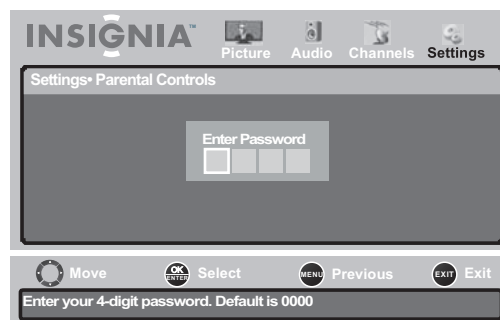 INSIGNIA™
Picture Audio Channels Settings
Settings• Parental Controls
Enter Password
Move OK ENTER Select MENU Previous EXIT Exit
Enter your 4-digit password. Default is 0000